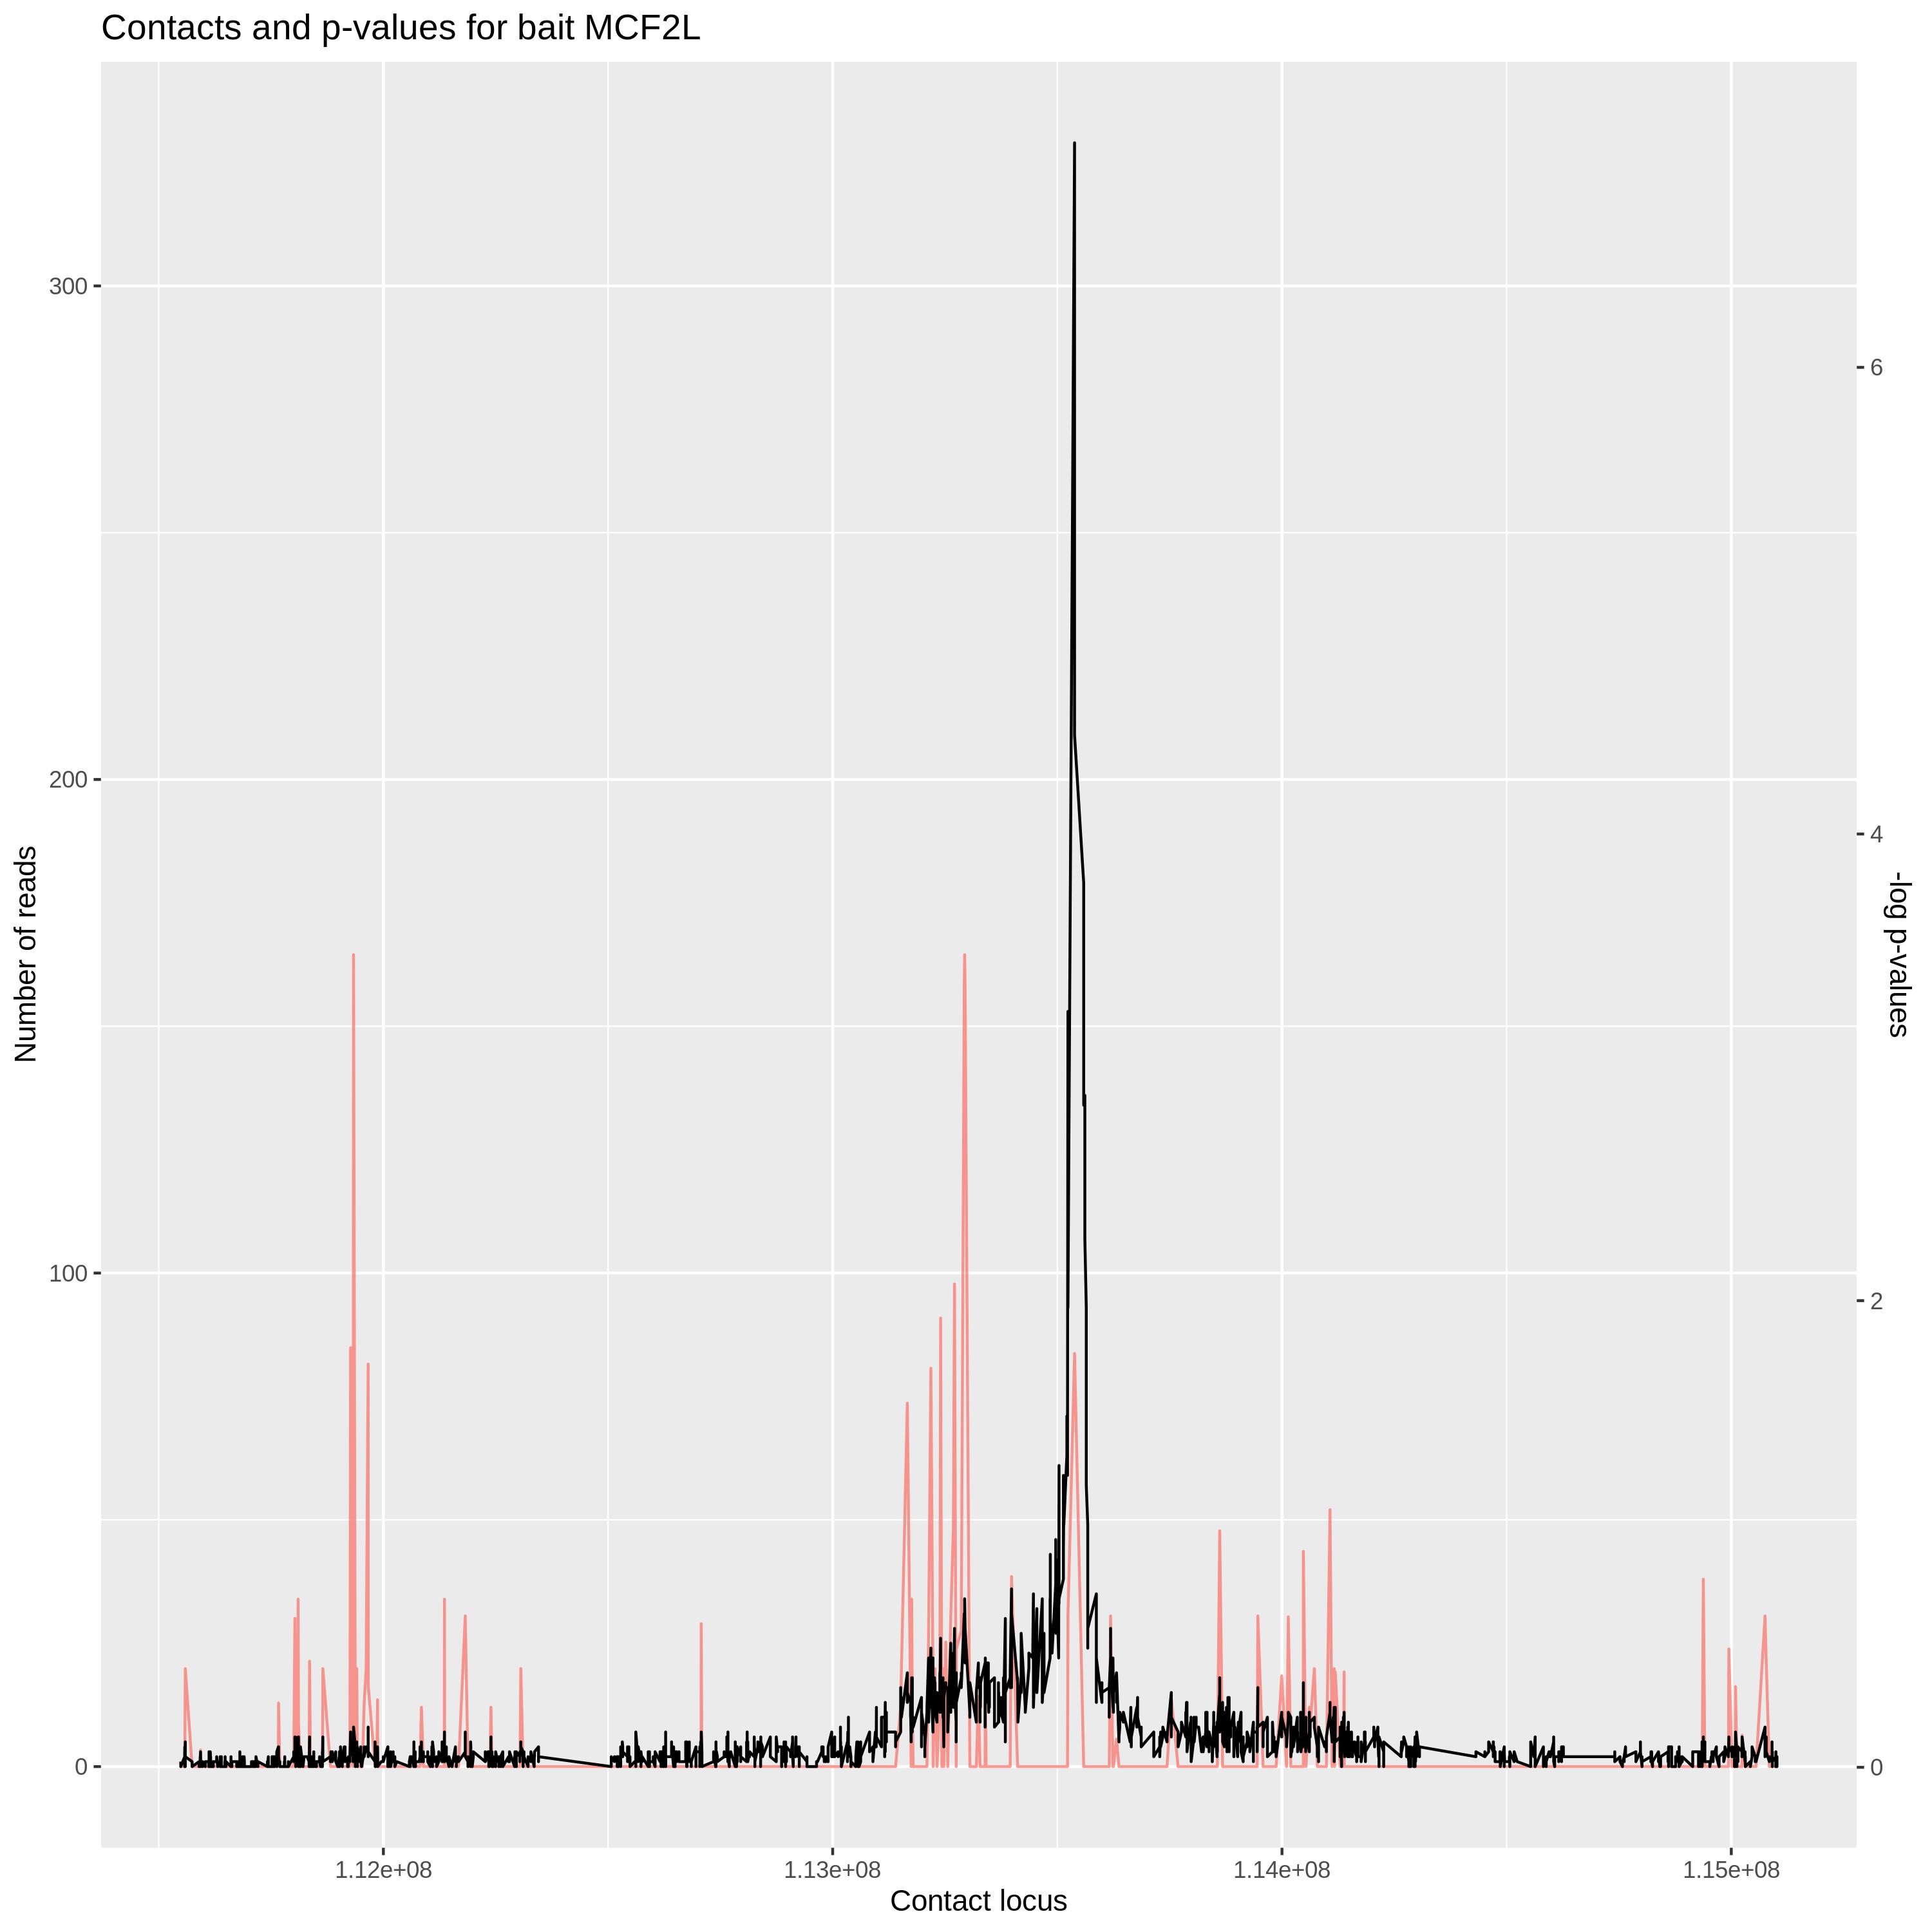 Contacts and p-values for bait MCF2L
Number of reads
300
200
100
0
6
4
2
0
-log p-values
1.12e+08
1.13e+08
1.14e+08
1.15e+08
Contact locus